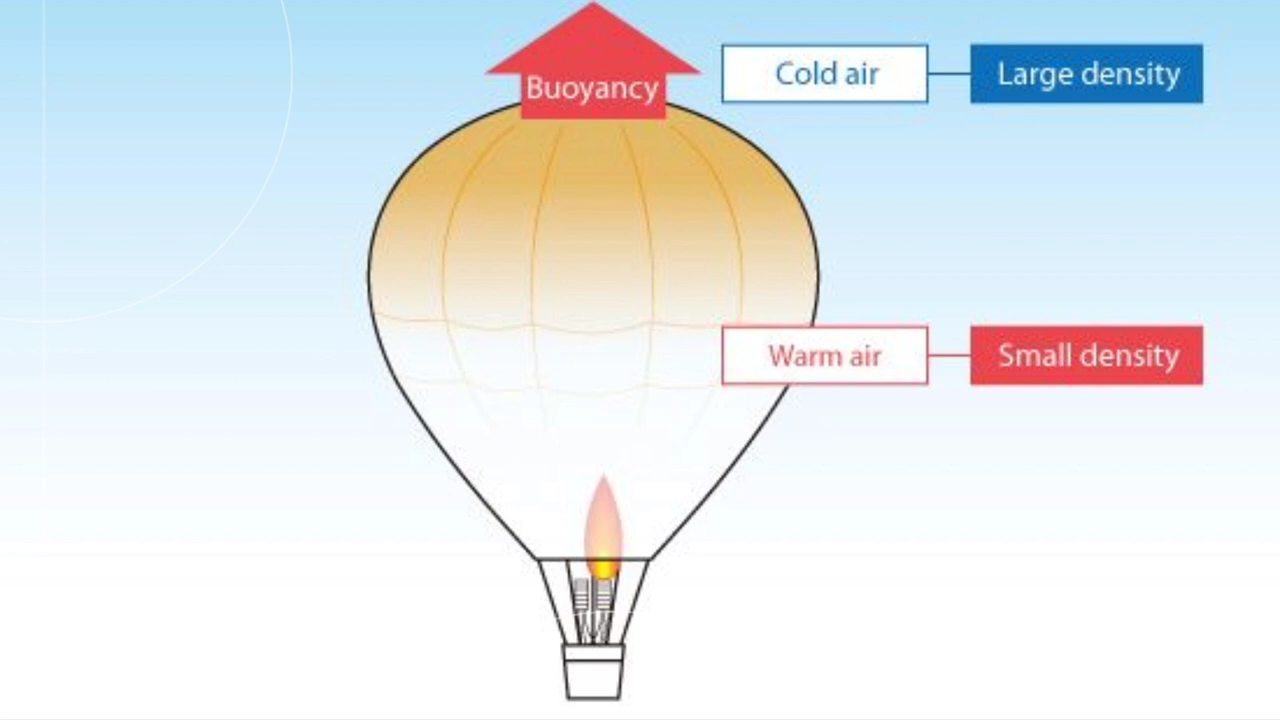 Buoyancy
Cold air
Large density
Warm air
Small density